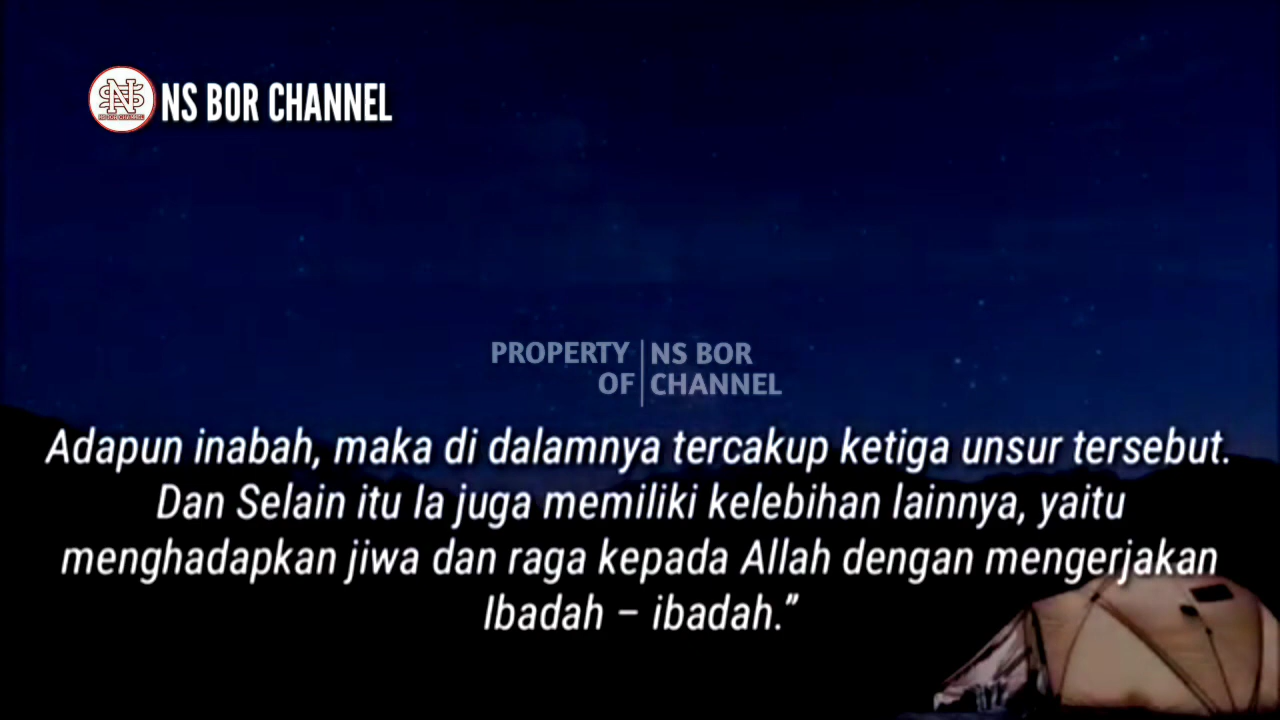 NS BOR CHANNEL
PROPERTY OF
NS BOR CHANNEL
Adapun inabah, maka di dalamnya tercakup ketiga unsur tersebut.
Dan Selain itu Ia juga memiliki kelebihan lainnya, yaitu
menghadapkan jiwa dan raga kepada Allah dengan mengerjakan
Ibadah – ibadah.”